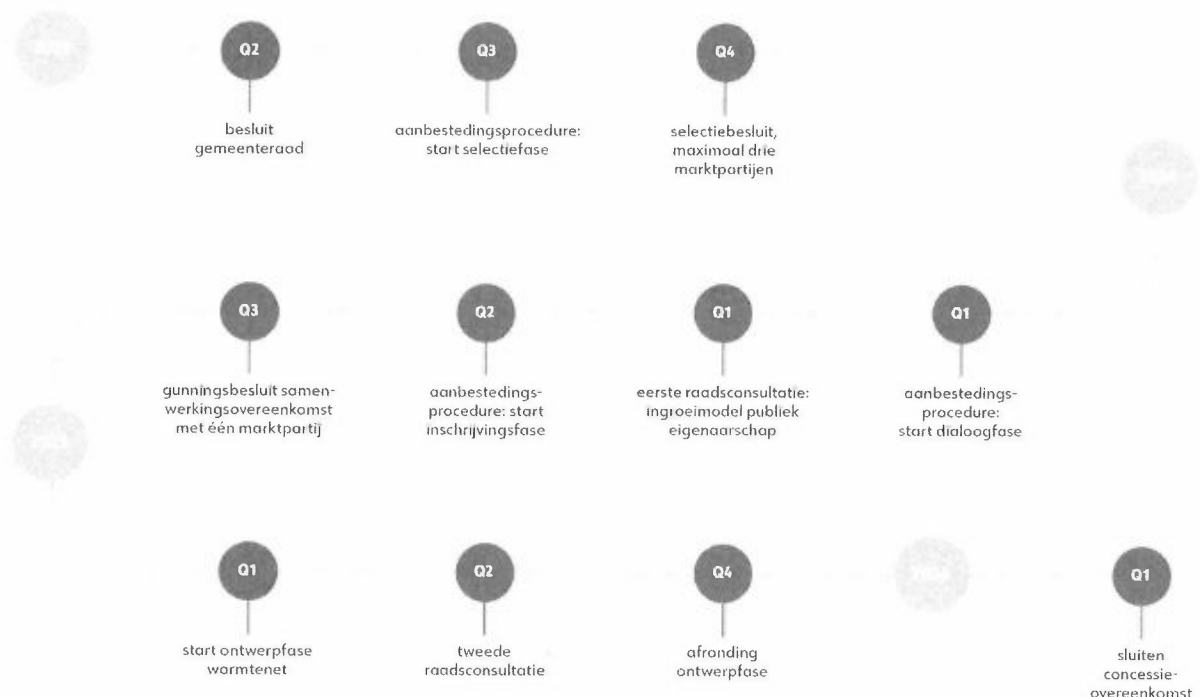 Q2
besluit
gemeenteraad
Q3
aanbestedingsprocedure:
start selectiefase
Q4
selectiebesluit,
maximaal drie
marktpartijen
Q3
gunningsbesluit samen-
werkingsovereenkomst
met één marktpartij
Q2
aanbestedings-
procedure: start
inschrijvingsfase
Q1
eerste raadsconsultatie:
ingroeimodel publiek
eigenaarschap
Q1
aanbestedings-
procedure:
start dialoogfase
Q1
start ontwerpfase
warmtenet
Q2
tweede
raadsconsultatie
Q4
afronding
ontwerpfase
Q1
sluiten
concessie-
overeenkomst